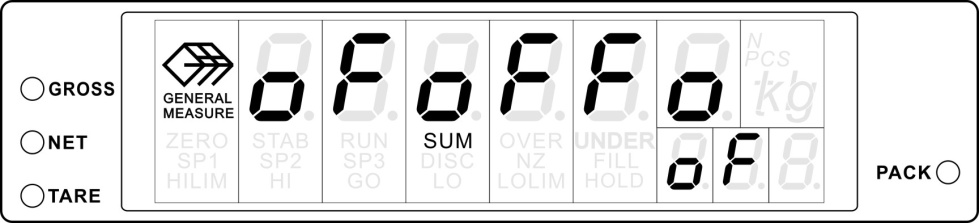 GENERAL
MEASURE
oFoFFo
N
PCS
tkg
GROSS
NET
TARE
ZERO STAB RUN SUM OVER UNDER
SP1 SP2 SP3 DISC NZ FILL
HILIM HI GO LO LOLIM HOLD
oF
PACK